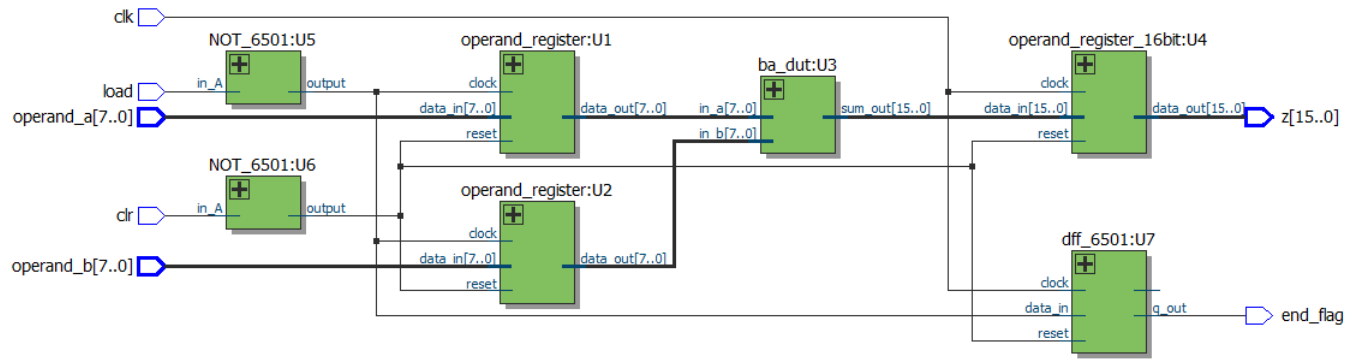 clk
NOT_6501:U5
operand_register:U1
operand_register_16bit:U4
ba_dut:U3
load
in_A
output
clock
clock
operand_a[7..0]
data_in[7..0]
data_out[7..0]
in_a[7..0]
sum_out[15..0]
data_in[15..0]
data_out[15..0]
z[15..0]
reset
in_b[7..0]
reset
NOT_6501:U6
operand_register:U2
clr
in_A
output
clock
dff_6501:U7
operand_b[7..0]
data_in[7..0]
data_out[7..0]
reset
clock
data_in
q_out
end_flag
reset